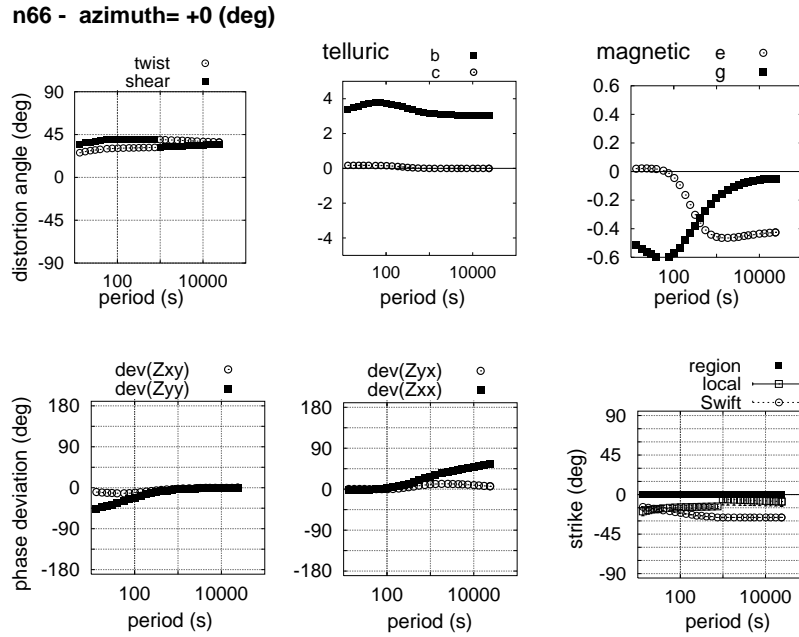 n66 - azimuth= +0 (deg)
twist
shear
distortion angle (deg)
90
45
0
-45
-90
100
10000
period (s)
telluric
b
c
4
2
0
-2
-4
100
10000
period (s)
magnetic
e
g
0.6
0.4
0.2
0
-0.2
-0.4
-0.6
100
10000
period (s)
dev(Zxy)
dev(Zyy)
phase deviation (deg)
180
90
0
-90
-180
100
10000
period (s)
dev(Zyx)
dev(Zxx)
180
90
0
-90
-180
100
10000
period (s)
region
local
Swift
strike (deg)
90
45
0
-45
-90
100
10000
period (s)